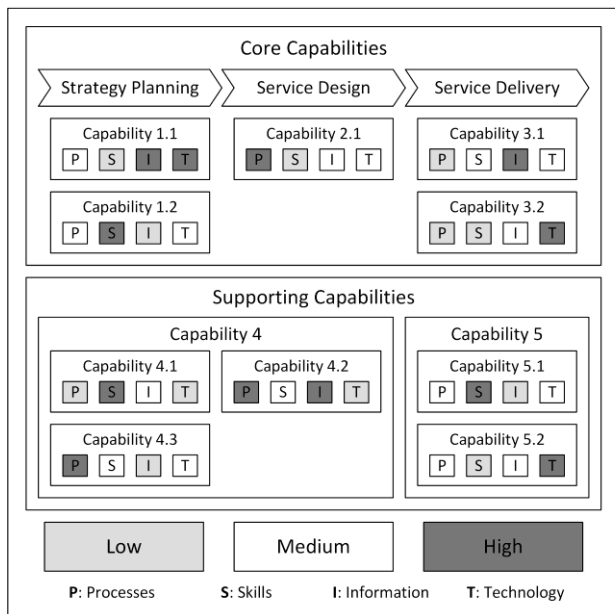 Core Capabilities
Strategy Planning Service Design Service Delivery
Capability 1.1 Capability 2.1 Capability 3.1
P S I T P S I T P S I T
Capability 1.2 Capability 3.2
P S I T P S I T
Supporting Capabilities
Capability 4 Capability 5
Capability 4.1 Capability 4.2 Capability 5.1
P S I T P S I T P S I T
Capability 4.3 Capability 5.2
P S I T P S I T
Low Medium High
P: Processes S: Skills I: Information T: Technology